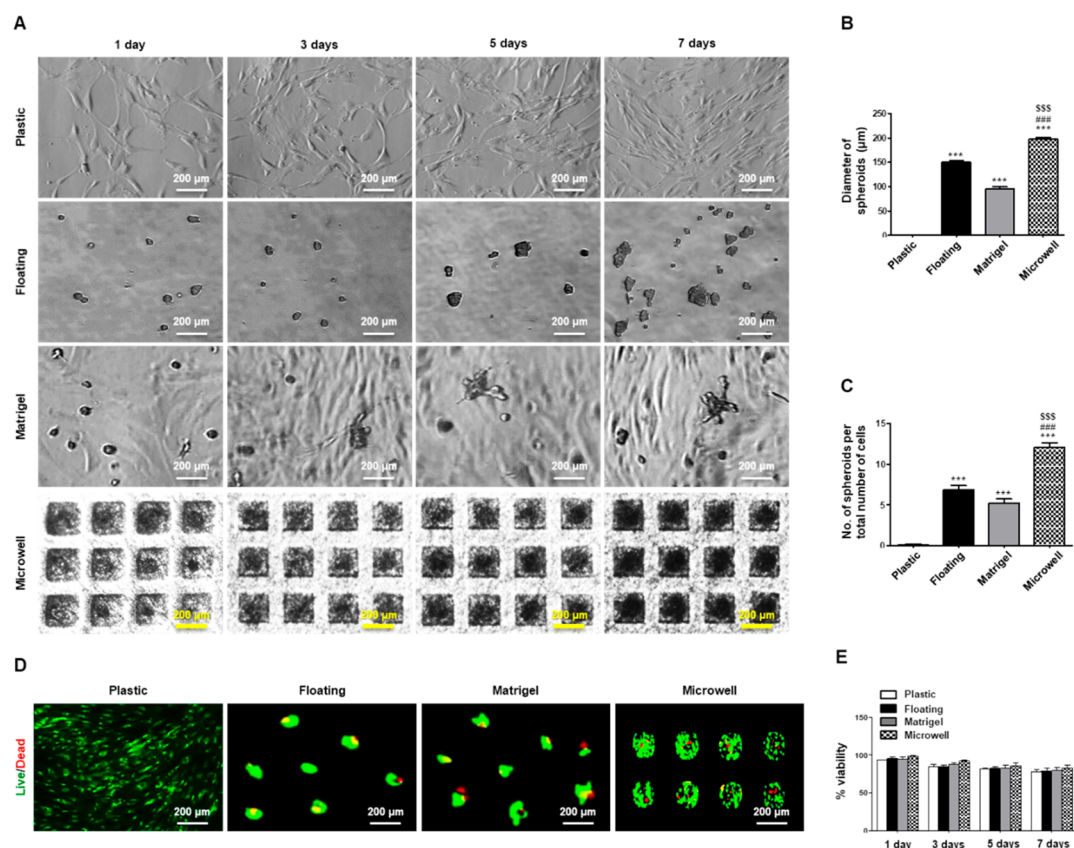 A
1 day 3 days 5 days 7 days
Plastic
200 µm 200 µm 200 µm 200 µm
Floating
200 µm 200 µm 200 µm 200 µm
Matrigel
200 µm 200 µm 200 µm 200 µm
Microwell
200 µm 200 µm 200 µm 200 µm
B
Diameter of
spheroids (µm)
250
200
150
100
50
0
***
***
$$$
###
***
Plastic Floating Matrigel Microwell
C
No. of spheroids per
total number of cells
15
10
5
0
***
***
$$$
###
***
Plastic Floating Matrigel Microwell
D
Plastic Floating Matrigel Microwell
Live/Dead
200 µm 200 µm 200 µm 200 µm
E
Plastic
Floating
Matrigel
Microwell
% viability
150
100
50
0
1 day 3 days 5 days 7 days